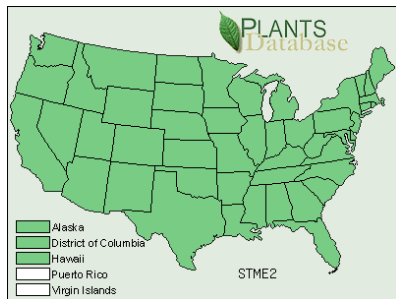 PLANTS
Database
Alaska
District of Columbia
Hawaii
Puerto Rico
Virgin Islands
STME2